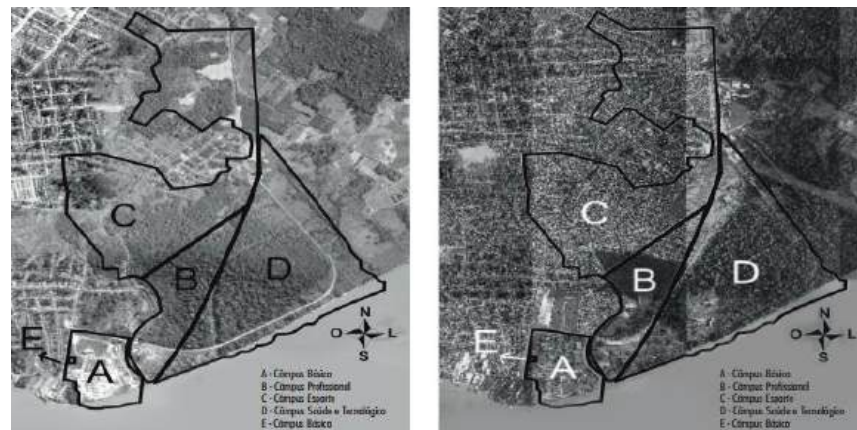 C
B
D
E
A
N
O
L
S
A - Câmpus Básico
B - Câmpus Profissional
C - Câmpus Esporte
D - Câmpus Saúde e Tecnológico
E - Câmpus Básico
C
B
D
E
A
N
O
L
S
A - Câmpus Básico
B - Câmpus Profissional
C - Câmpus Esporte
D - Câmpus Saúde e Tecnológico
E - Câmpus Básico